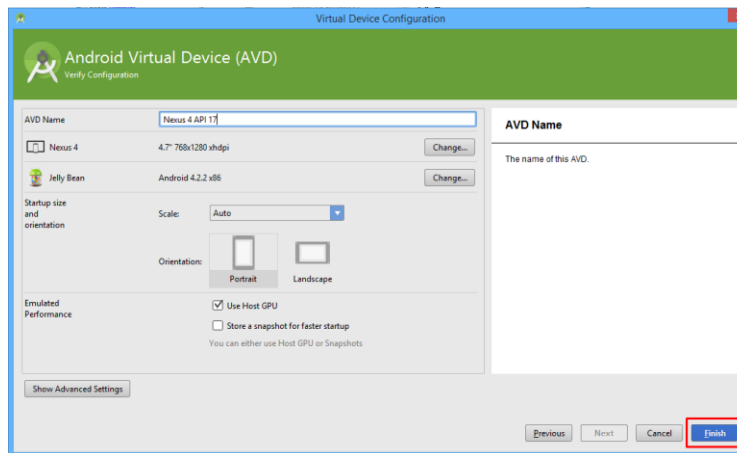 Virtual Device Configuration
Android Virtual Device (AVD)
Verify Configuration
AVD Name
Nexus 4 API 17
Nexus 4
4.7" 768x1280 xhdpi
Change...
Jelly Bean
Android 4.2.2 x86
Change...
Startup size
and
orientation
Scale:
Auto
Orientation:
Portrait
Landscape
Emulated
Performance
Use Host GPU
Store a snapshot for faster startup
You can either use Host GPU or Snapshots
Show Advanced Settings
AVD Name
The name of this AVD.
Previous
Next
Cancel
Finish